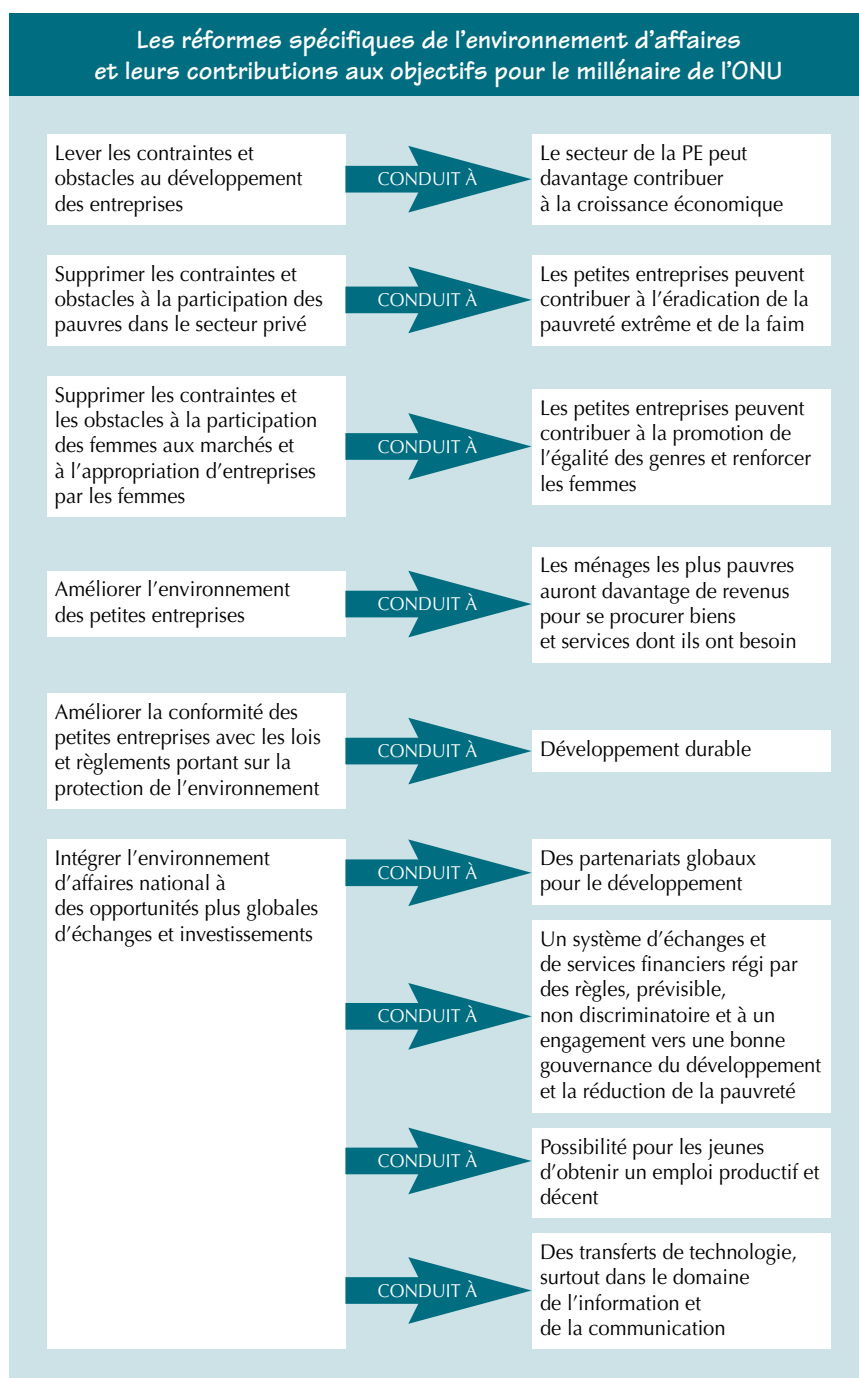 Les réformes spécifiques de l'environnement d'affaires
et leurs contributions aux objectifs pour le millénaire de l'ONU
Lever les contraintes et
obstacles au développement
des entreprises
CONDUIT À
Le secteur de la PE peut
davantage contribuer
à la croissance économique
Supprimer les contraintes et
obstacles à la participation des
pauvres dans le secteur privé
CONDUIT À
Les petites entreprises peuvent
contribuer à l'éradication de la
pauvreté extrême et de la faim
Supprimer les contraintes et
les obstacles à la participation
des femmes aux marchés et
à l'appropriation d'entreprises
par les femmes
CONDUIT À
Les petites entreprises peuvent
contribuer à la promotion de
l'égalité des genres et renforcer
les femmes
Améliorer l'environnement
des petites entreprises
CONDUIT À
Les ménages les plus pauvres
auront davantage de revenus
pour se procurer biens
et services dont ils ont besoin
Améliorer la conformité des
petites entreprises avec les lois
et règlements portant sur la
protection de l'environnement
CONDUIT À
Développement durable
Intégrer l'environnement
d'affaires national à
des opportunités plus globales
d'échanges et investissements
CONDUIT À
Des partenariats globaux
pour le développement
CONDUIT À
Un système d'échanges et
de services financiers régi par
des règles, prévisible,
non discriminatoire et à un
engagement vers une bonne
gouvernance du développement
et la réduction de la pauvreté
CONDUIT À
Possibilité pour les jeunes
d'obtenir un emploi productif et
décent
CONDUIT À
Des transferts de technologie,
surtout dans le domaine
de l'information et
de la communication